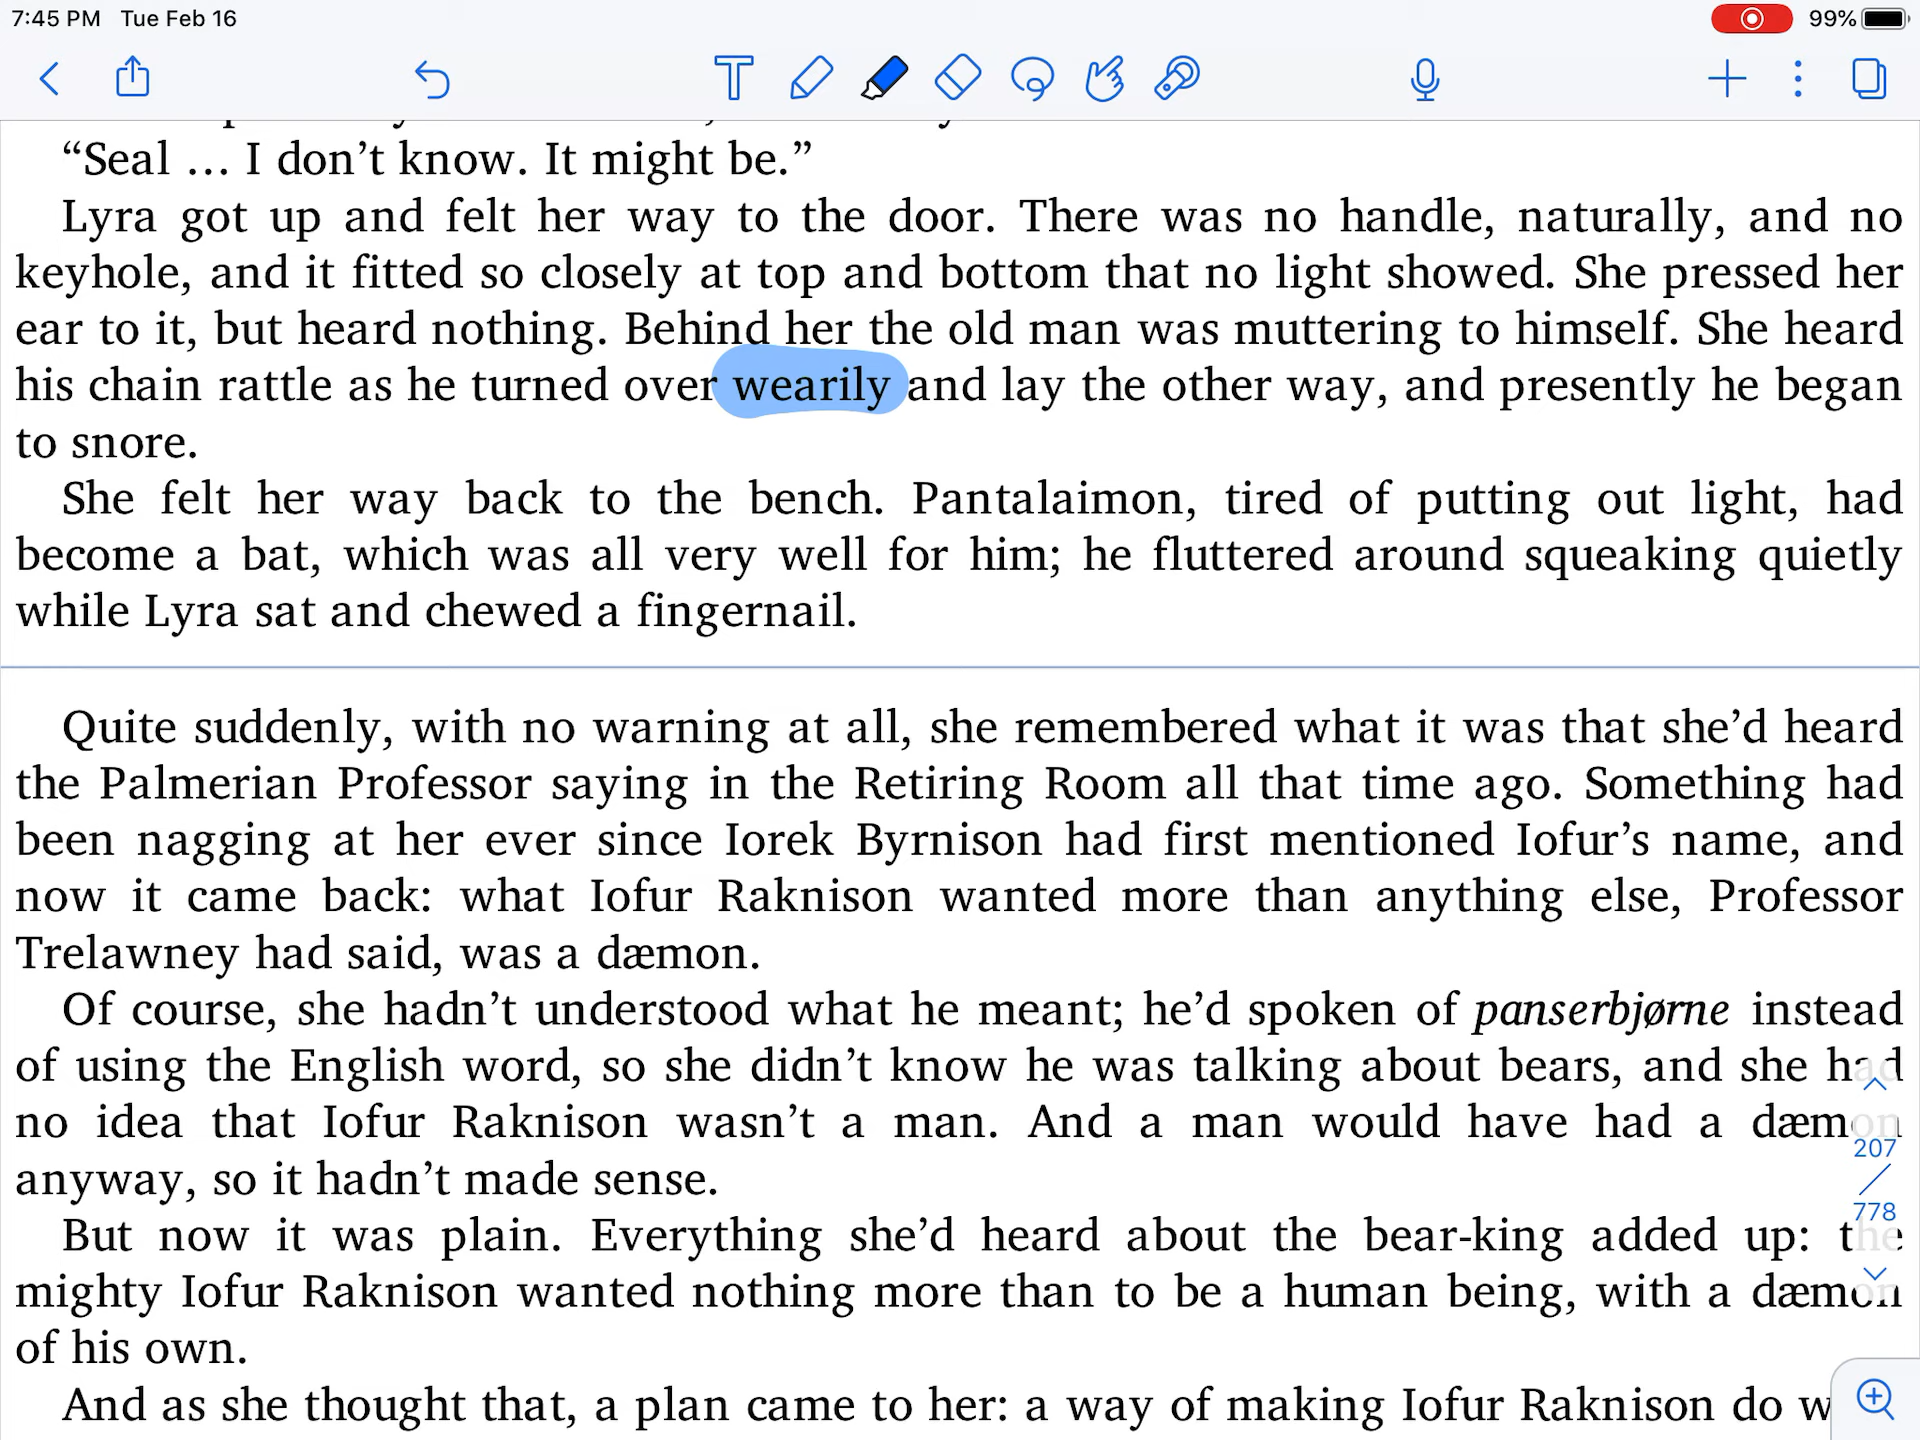 7:45 PM Tue Feb 16
99%
“Seal … I don’t know. It might be.”
Lyra got up and felt her way to the door. There was no handle, naturally, and no
keyhole, and it fitted so closely at top and bottom that no light showed. She pressed her
ear to it, but heard nothing. Behind her the old man was muttering to himself. She heard
his chain rattle as he turned over wearily and lay the other way, and presently he began
to snore.
She felt her way back to the bench. Pantalaimon, tired of putting out light, had
become a bat, which was all very well for him; he fluttered around squeaking quietly
while Lyra sat and chewed a fingernail.
Quite suddenly, with no warning at all, she remembered what it was that she’d heard
the Palmerian Professor saying in the Retiring Room all that time ago. Something had
been nagging at her ever since Iorek Byrnison had first mentioned Iofur’s name, and
now it came back: what Iofur Raknison wanted more than anything else, Professor
Trelawney had said, was a dæmon.
Of course, she hadn’t understood what he meant; he’d spoken of panserbjørne instead
of using the English word, so she didn’t know he was talking about bears, and she had
no idea that Iofur Raknison wasn’t a man. And a man would have had a dæmon
anyway, so it hadn’t made sense.
But now it was plain. Everything she’d heard about the bear-king added up: the
mighty Iofur Raknison wanted nothing more than to be a human being, with a dæmon
of his own.
And as she thought that, a plan came to her: a way of making Iofur Raknison do
207
778